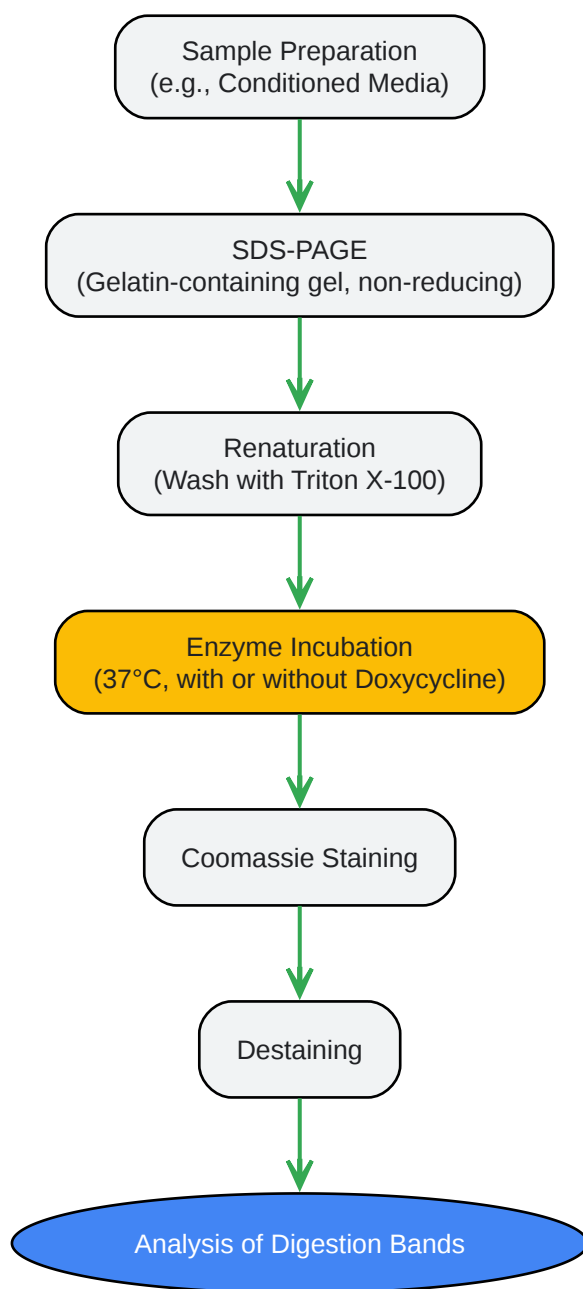 Sample Preparation
(e.g., Conditioned Media)
SDS-PAGE
(Gelatin-containing gel, non-reducing)
Renaturation
(Wash with Triton X-100)
Enzyme Incubation
(37°C, with or without Doxycycline)
Coomassie Staining
Destaining
Analysis of Digestion Bands